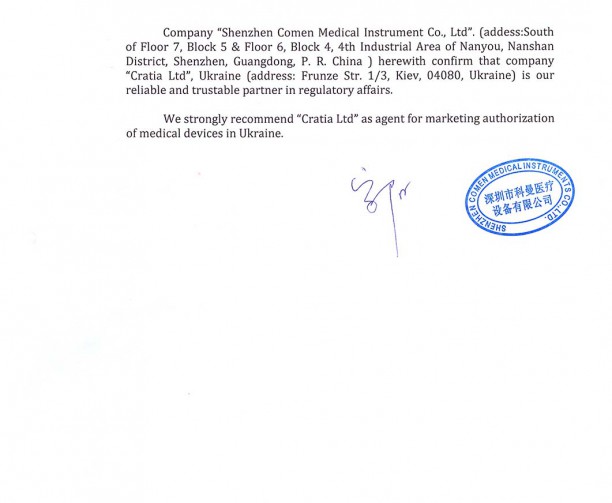 Company “Shenzhen Comen Medical Instrument Co., Ltd”. (addess:South
of Floor 7, Block 5 & Floor 6, Block 4, 4th Industrial Area of Nanyou, Nanshan
District, Shenzhen, Guangdong, P. R. China ) herewith confirm that company
“Cratia Ltd”, Ukraine (address: Frunze Str. 1/3, Kiev, 04080, Ukraine) is our
reliable and trustable partner in regulatory affairs.
We strongly recommend “Cratia Ltd” as agent for marketing authorization
of medical devices in Ukraine.
SHENZHEN COMEN MEDICAL INSTRUMENTS CO., LTD.
深圳市科曼医疗
设备有限公司